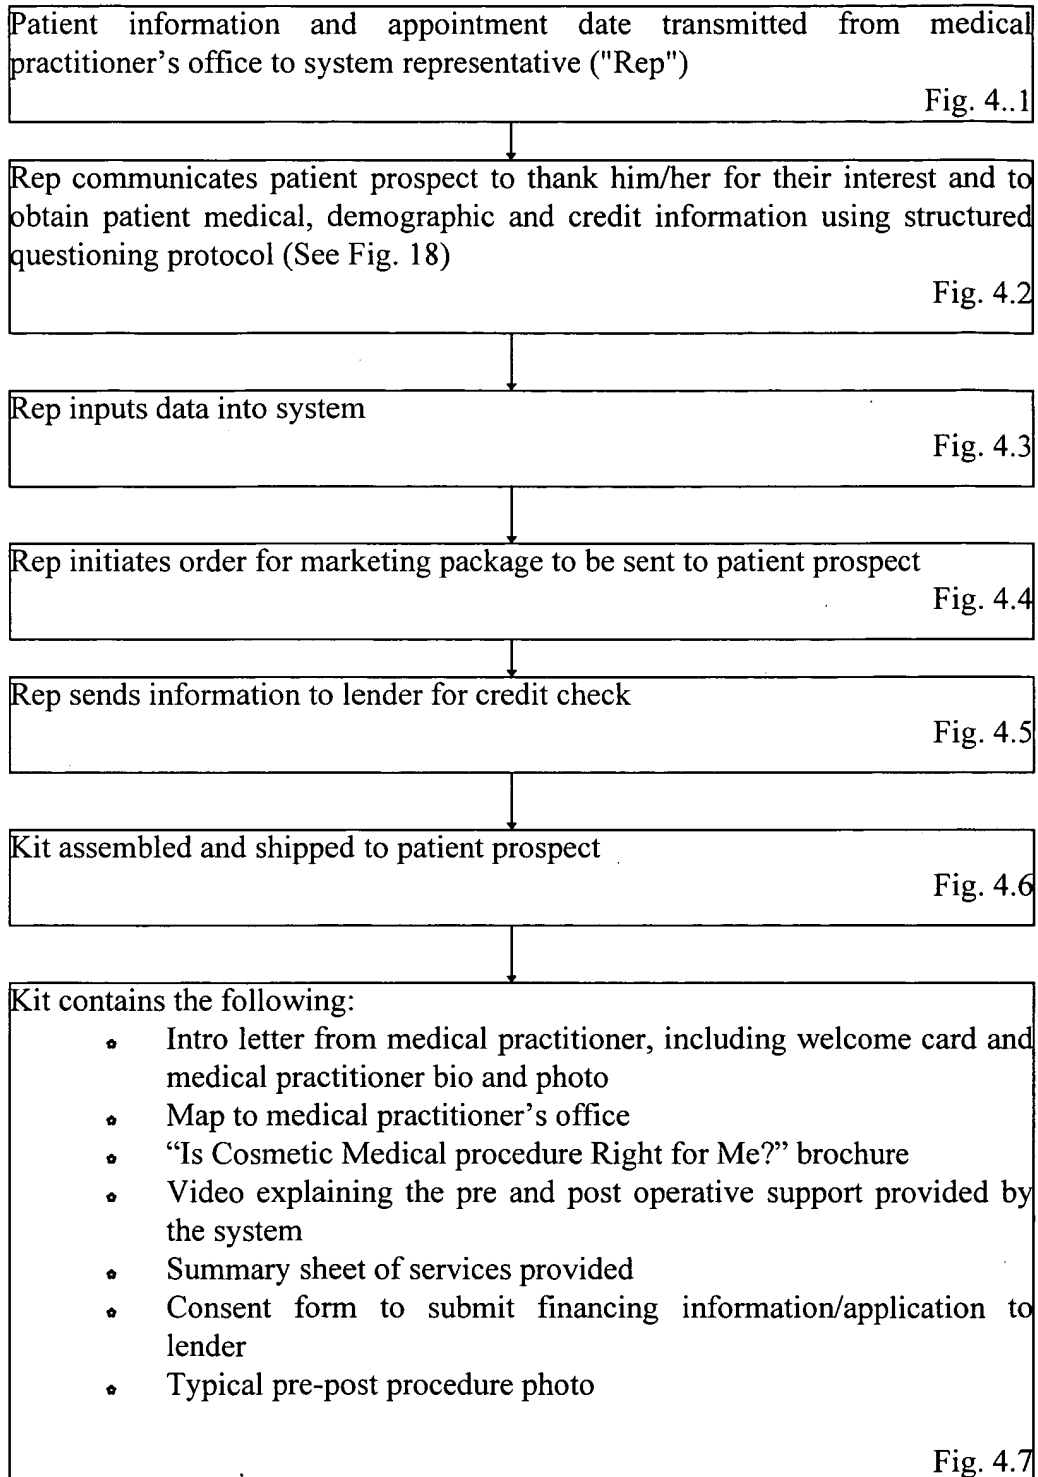 Patient information and appointment date transmitted from medical
practitioner's office to system representative ("Rep")
Fig. 4..1
Rep communicates patient prospect to thank him/her for their interest and to
obtain patient medical, demographic and credit information using structured
questioning protocol (See Fig. 18)
Fig. 4.2
Rep inputs data into system
Fig. 4.3
Rep initiates order for marketing package to be sent to patient prospect
Fig. 4.4
Rep sends information to lender for credit check
Fig. 4.5
Kit assembled and shipped to patient prospect
Fig. 4.6
Kit contains the following:
Intro letter from medical practitioner, including welcome card and
medical practitioner bio and photo
Map to medical practitioner's office
“Is Cosmetic Medical procedure Right for Me?” brochure
Video explaining the pre and post operative support provided by
the system
Summary sheet of services provided
Consent form to submit financing information/application to
lender
Typical pre-post procedure photo
Fig. 4.7